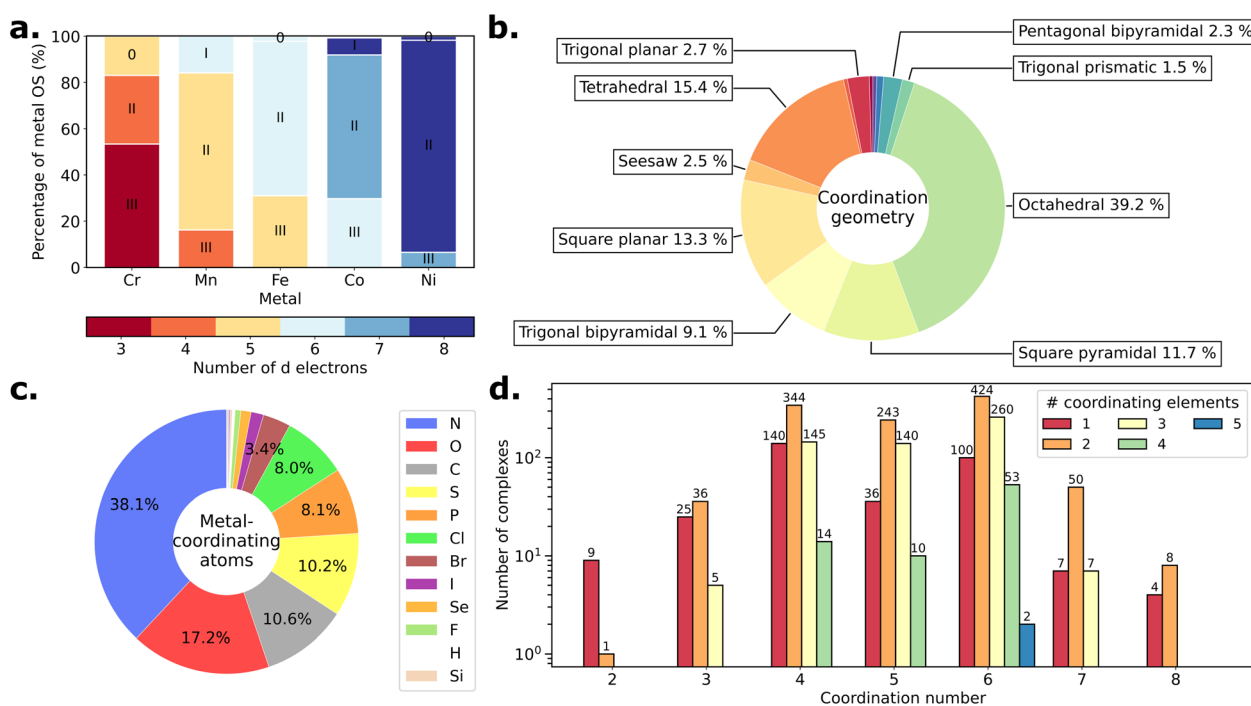 a.
Percentage of metal OS (%)
100
80
60
40
20
0
0
II
III
I
II
III
0
II
III
I
II
III
0
II
III
Cr
Mn
Fe
Co
Ni
Metal
3
4
5
6
7
8
Number of d electrons
b.
Trigonal planar 2.7 %
Tetrahedral 15.4 %
Seesaw 2.5 %
Square planar 13.3 %
Trigonal bipyramidal 9.1 %
Pentagonal bipyramidal 2.3 %
Trigonal prismatic 1.5 %
Octahedral 39.2 %
Square pyramidal 11.7 %
Coordination
geometry
c.
38.1%
17.2%
10.6%
10.2%
8.1%
8.0%
3.4%
Metal-
coordinating
atoms
N
O
C
S
P
Cl
Br
I
Se
F
H
Si
d.
Number of complexes
10²
10¹
10⁰
9
1
25
36
5
140
344
145
14
36
243
140
10
100
424
260
53
2
7
50
7
4
8
# coordinating elements
1
2
3
4
5
2
3
4
5
6
7
8
Coordination number